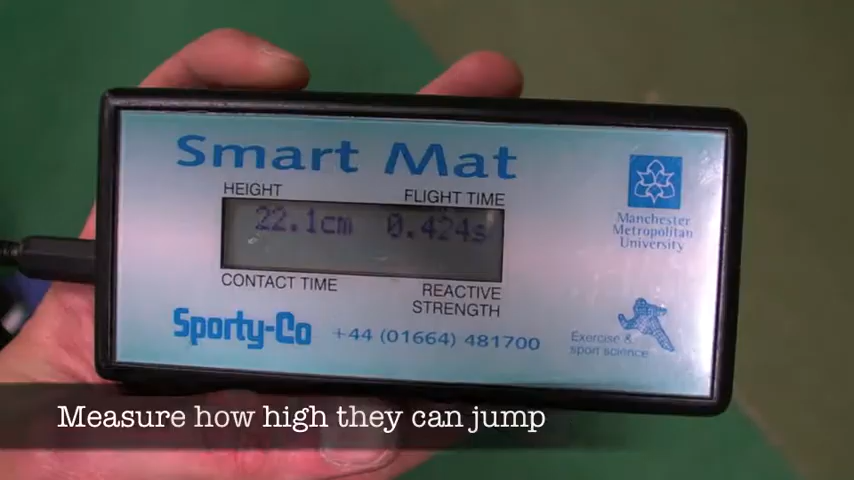 Smart Mat
HEIGHT
FLIGHT TIME
22.1cm 0.424s
CONTACT TIME
REACTIVE
STRENGTH
Manchester
Metropolitan
University
Sporty-Co +44 (01664) 481700
Exercise &
sport science
Measure how high they can jump